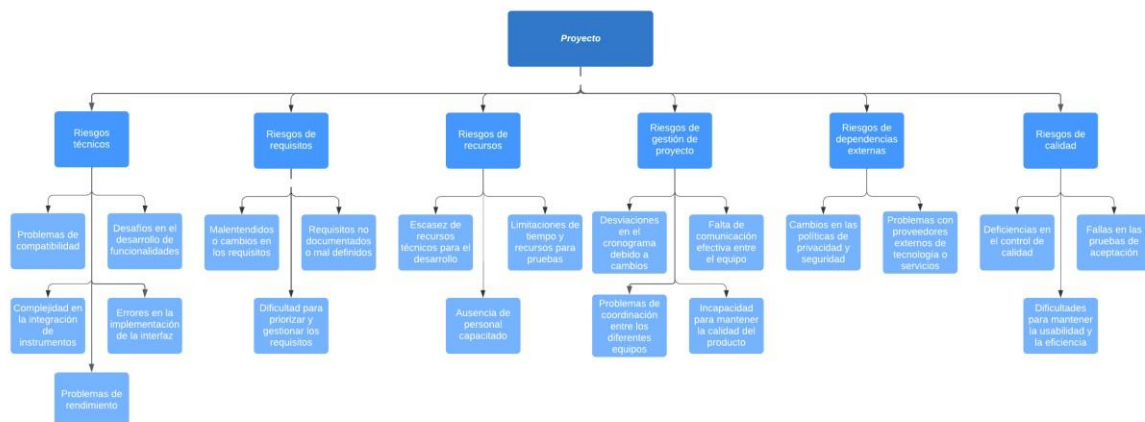 Proyecto
Riesgos
técnicos
Riesgos de
requisitos
Riesgos de
recursos
Riesgos de
gestión de
proyecto
Riesgos de
dependencias
externas
Riesgos de
calidad
Problemas de
compatibilidad
Desafíos en el
desarrollo de
funcionalidades
Malentendidos
o cambios en
los requisitos
Requisitos no
documentados
o mal definidos
Escasez de
recursos
técnicos para el
desarrollo
Limitaciones de
tiempo y
recursos para
pruebas
Desviaciones
en el
cronograma
debido a
cambios
Falta de
comunicación
efectiva entre
el equipo
Cambios en las
políticas de
privacidad y
seguridad
Problemas con
proveedores
externos de
tecnología o
servicios
Deficiencias en
el control de
calidad
Fallas en las
pruebas de
aceptación
Complejidad en
la integración
de
instrumentos
Errores en la
implementación
de la interfaz
Dificultad para
priorizar y
gestionar los
requisitos
Ausencia de
personal
capacitado
Problemas de
coordinación
entre los
diferentes
equipos
Incapacidad
para mantener
la calidad del
producto
Dificultades
para mantener
la usabilidad y
la eficiencia
Problemas de
rendimiento